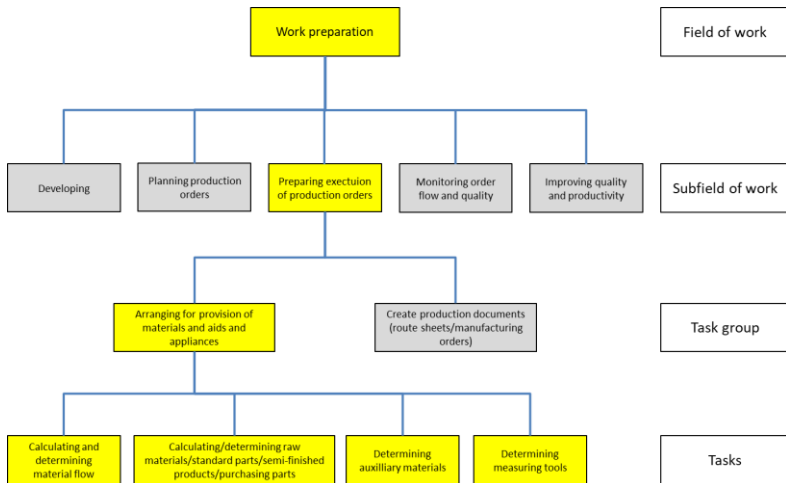 Work preparation
Field of work
Developing
Planning production
orders
Preparing exectuion
of production orders
Monitoring order
flow and quality
Improving quality
and productivity
Subfield of work
Arranging for provision of
materials and aids and
appliances
Create production documents
(route sheets/manufacturing
orders)
Task group
Calculating and
determining
material flow
Calculating/determining raw
materials/standard parts/semi-finished
products/purchasing parts
Determining
auxilliary materials
Determining
measuring tools
Tasks